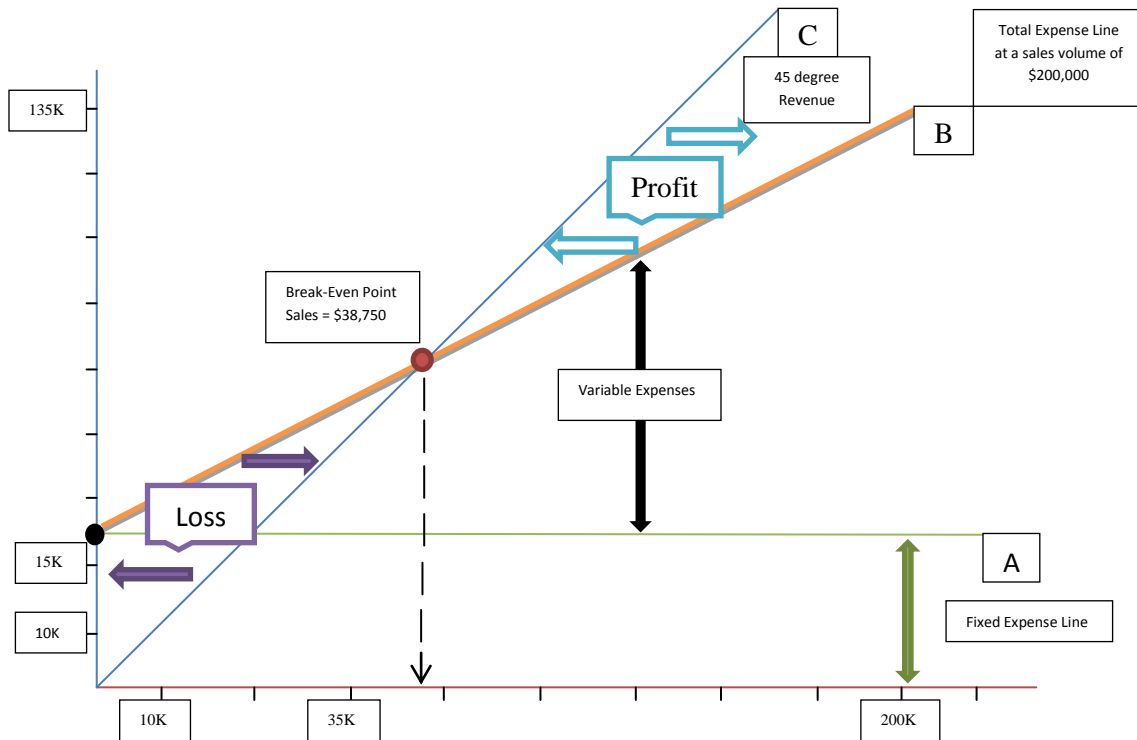 C
Total Expense Line
at a sales volume of
$200,000
45 degree
Revenue
135K
B
Profit
Break-Even Point
Sales = $38,750
Variable Expenses
Loss
15K
A
10K
Fixed Expense Line
10K
35K
200K